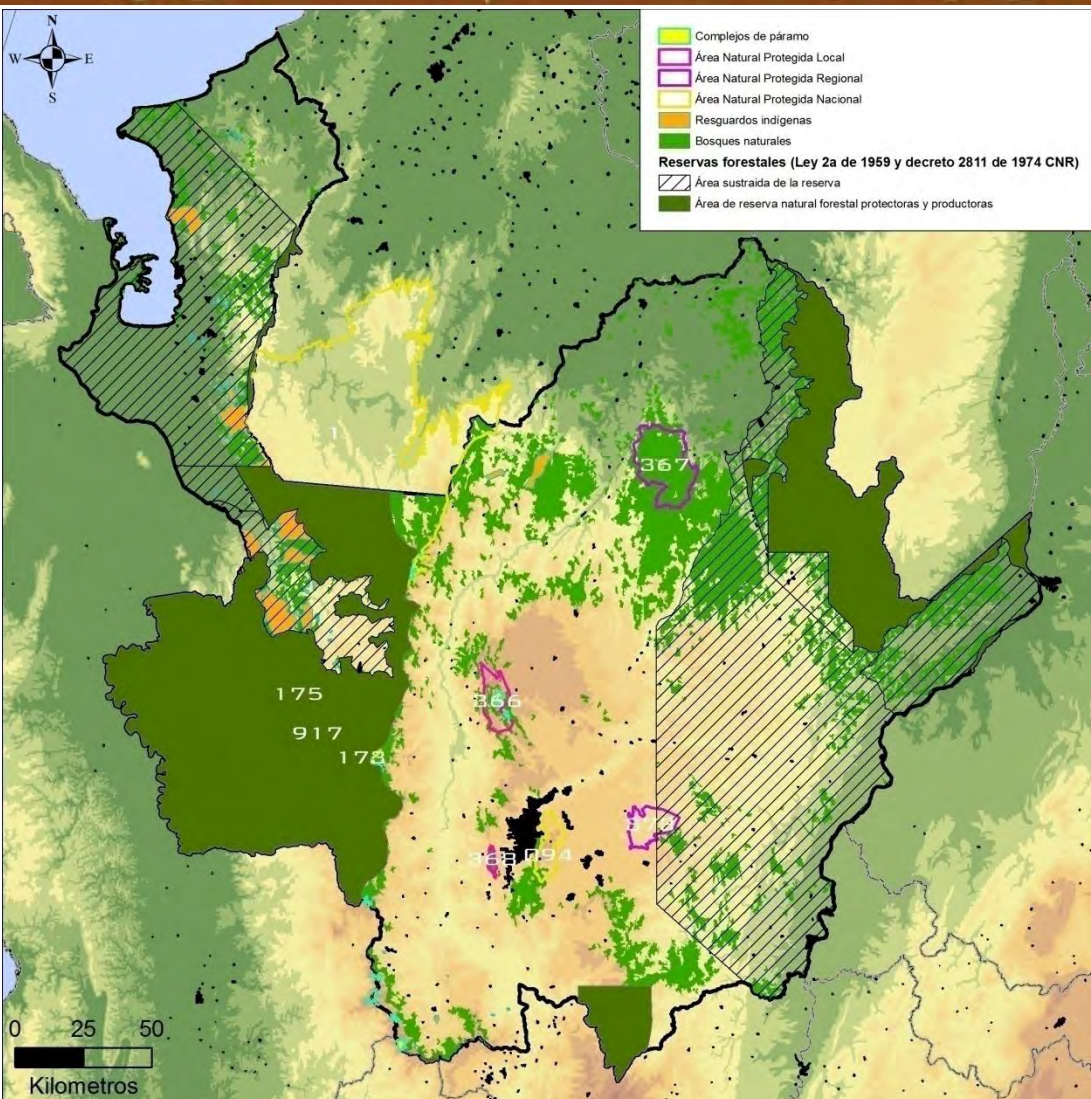 N
W E
S
Complejos de páramo
Área Natural Protegida Local
Área Natural Protegida Regional
Área Natural Protegida Nacional
Resguardos indígenas
Bosques naturales
Reservas forestales (Ley 2a de 1959 y decreto 2811 de 1974 CNR)
Área sustraida de la reserva
Área de reserva natural forestal protectoras y productoras
1
367
175
366
917
173
368
094
0 25 50
Kilometros